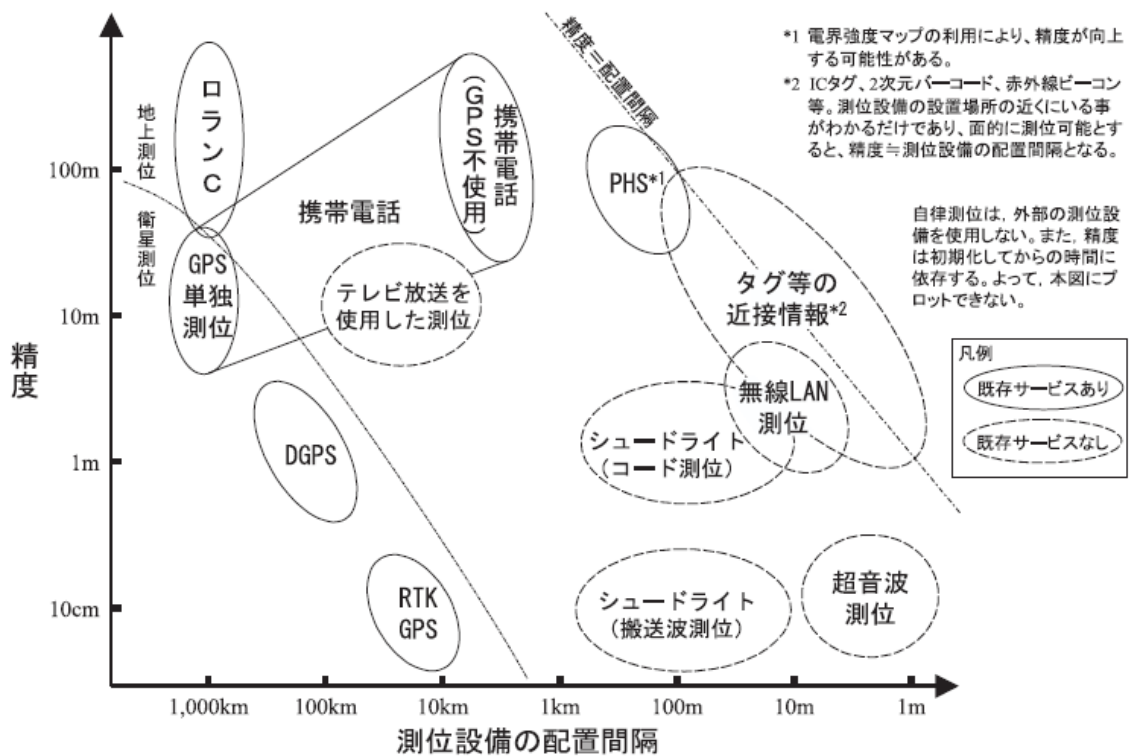 精度
100m
10m
1m
10cm
地上測位
衛星測位
ロランC
GPS
単独
測位
携帯電話
携帯電話
(GPS不使用)
テレビ放送を
使用した測位
DGPS
RTK
GPS
精度＝配置間隔
PHS*1
タグ等の
近接情報*2
無線LAN
測位
シュードライト
（コード測位）
シュードライト
（搬送波測位）
超音波
測位
*1 電界強度マップの利用により、精度が向上
する可能性がある。
*2 ICタグ、2次元バーコード、赤外線ビーコン
等。測位設備の設置場所の近くにいる事
がわかるだけであり、面的に測位可能とす
ると、精度≒測位設備の配置間隔となる。
自律測位は，外部の測位設
備を使用しない。また，精度
は初期化してからの時間に
依存する。よって，本図にプ
ロットできない。
凡例
既存サービスあり
既存サービスなし
1,000km
100km
10km
1km
100m
10m
1m
測位設備の配置間隔